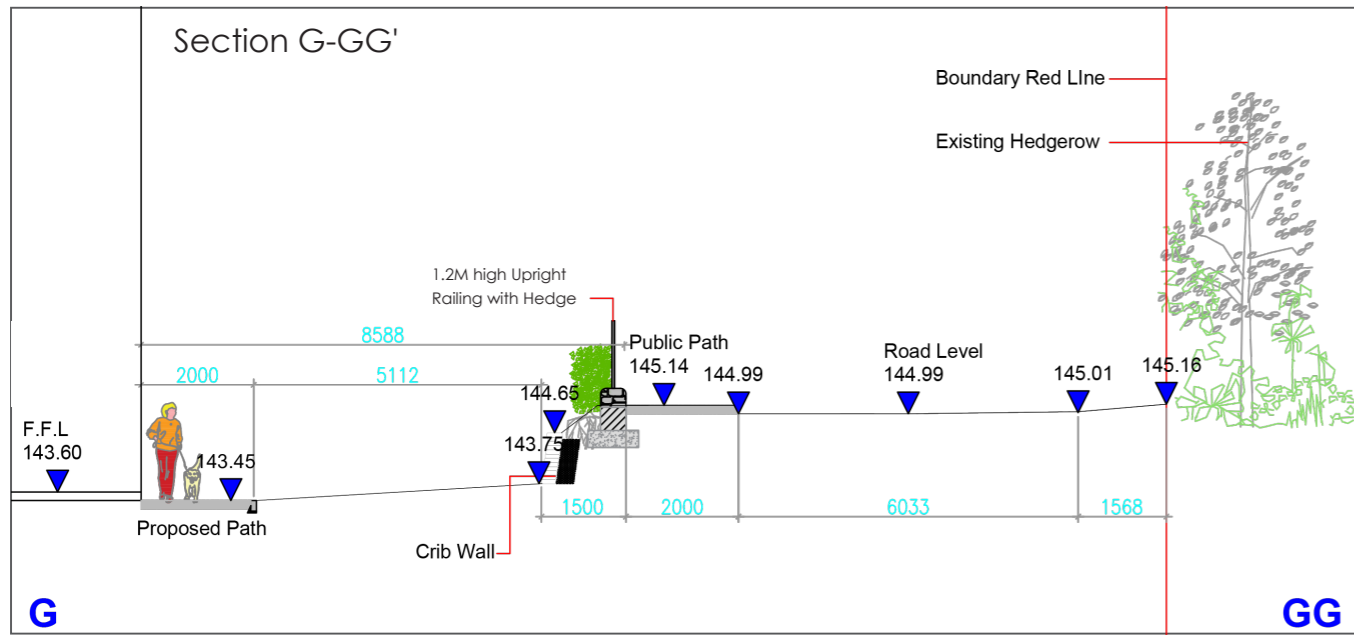 Section G-GG'
Boundary Red LIne
Existing Hedgerow
1.2M high Upright
Railing with Hedge
8588
Public Path
145.14
Road Level
144.99
144.99
145.01
145.16
2000
5112
144.65
F.F.L
143.60
143.45
143.75
Proposed Path
1500
2000
6033
1568
Crib Wall
G
GG